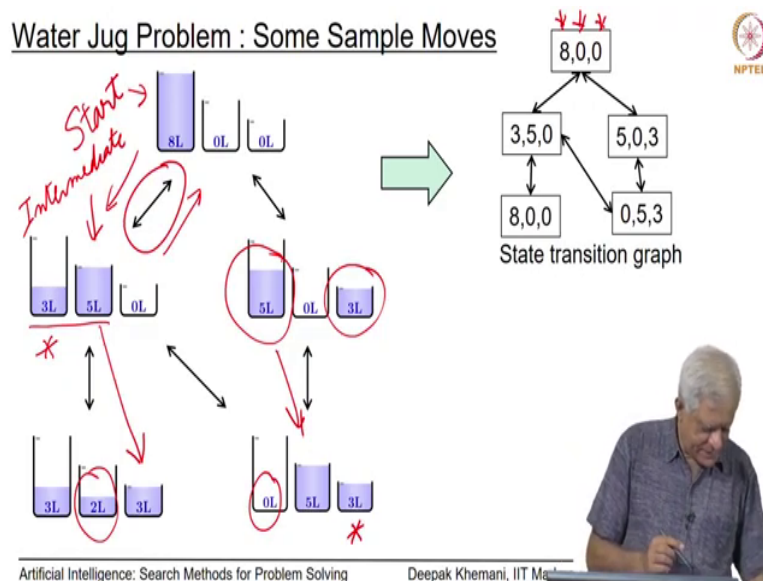 Water Jug Problem : Some Sample Moves
NPTEL
Start
8L
0L
0L
8,0,0
Intermediate
3,5,0
5,0,3
8,0,0
0,5,3
State transition graph
3L
5L
0L
5L
0L
3L
3L
2L
3L
0L
5L
3L
Artificial Intelligence: Search Methods for Problem Solving
Deepak Khemani, IIT